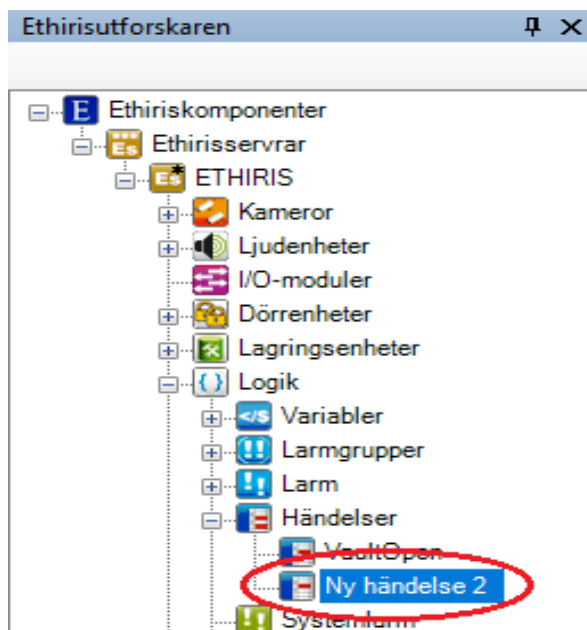 Ethirisutforskaren
Ethiriskomponenter
Ethirisservrar
ETHIRIS
Kameror
Ljudenheter
I/O-moduler
Dörrenheter
Lagringsenheter
Logik
Variabler
Larmgrupper
Larm
Händelser
VaultOpen
Ny händelse 2
Systemlarm